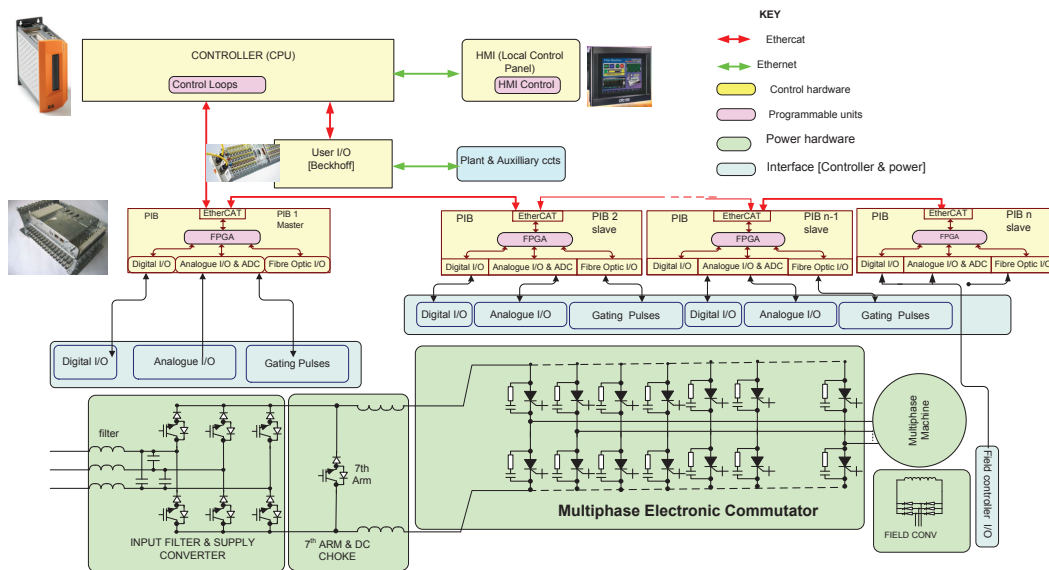 KEY
Ethercat
Ethernet
Control hardware
Programmable units
Power hardware
Interface [Controller & power]
CONTROLLER (CPU)
Control Loops
HMI (Local Control
Panel)
HMI Control
User I/O
[Beckhoff]
Plant & Auxilliary ccts
PIB
EtherCAT
PIB 1
Master
FPGA
Digital I/O
Analogue I/O & ADC
Fibre Optic I/O
PIB
EtherCAT
PIB 2
slave
FPGA
Digital I/O
Analogue I/O & ADC
Fibre Optic I/O
PIB
EtherCAT
PIB n-1
slave
FPGA
Digital I/O
Analogue I/O & ADC
Fibre Optic I/O
PIB
EtherCAT
PIB n
slave
FPGA
Digital I/O
Analogue I/O & ADC
Fibre Optic I/O
Digital I/O
Analogue I/O
Gating Pulses
Digital I/O
Analogue I/O
Gating Pulses
Digital I/O
Analogue I/O
Gating Pulses
filter
INPUT FILTER & SUPPLY
CONVERTER
7th
Arm
7th ARM & DC
CHOKE
Multiphase Electronic Commutator
Multiphase
Machine
FIELD CONV
Field controller
I/O